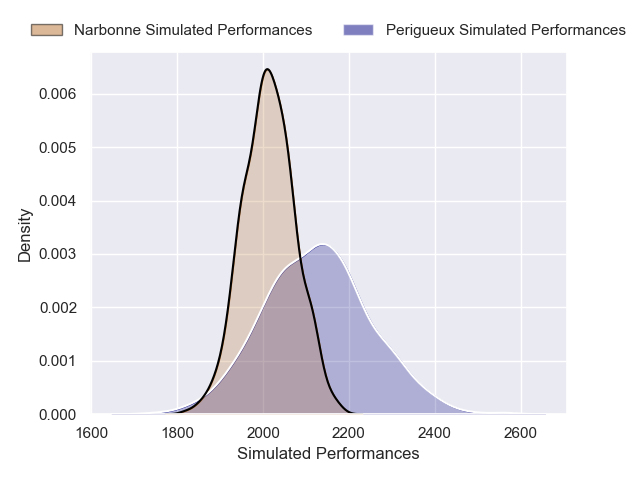 Narbonne Simulated Performances Perigueux Simulated Performances
0.006
0.005
0.004
0.003
0.002
0.001
0.000
Density
1600 1800 2000 2200 2400 2600
Simulated Performances